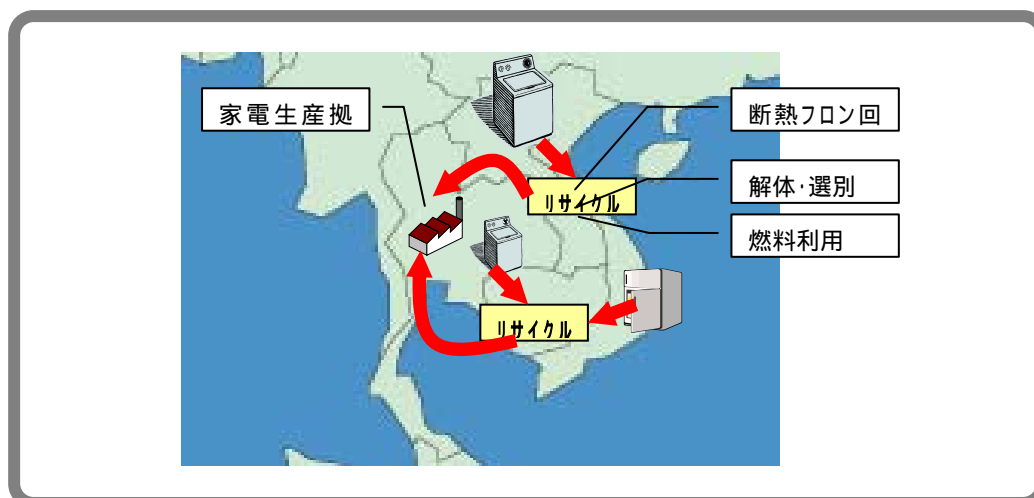 家電生産拠
断熱フロン回
リサイクル
解体・選別
燃料利用
リサイクル